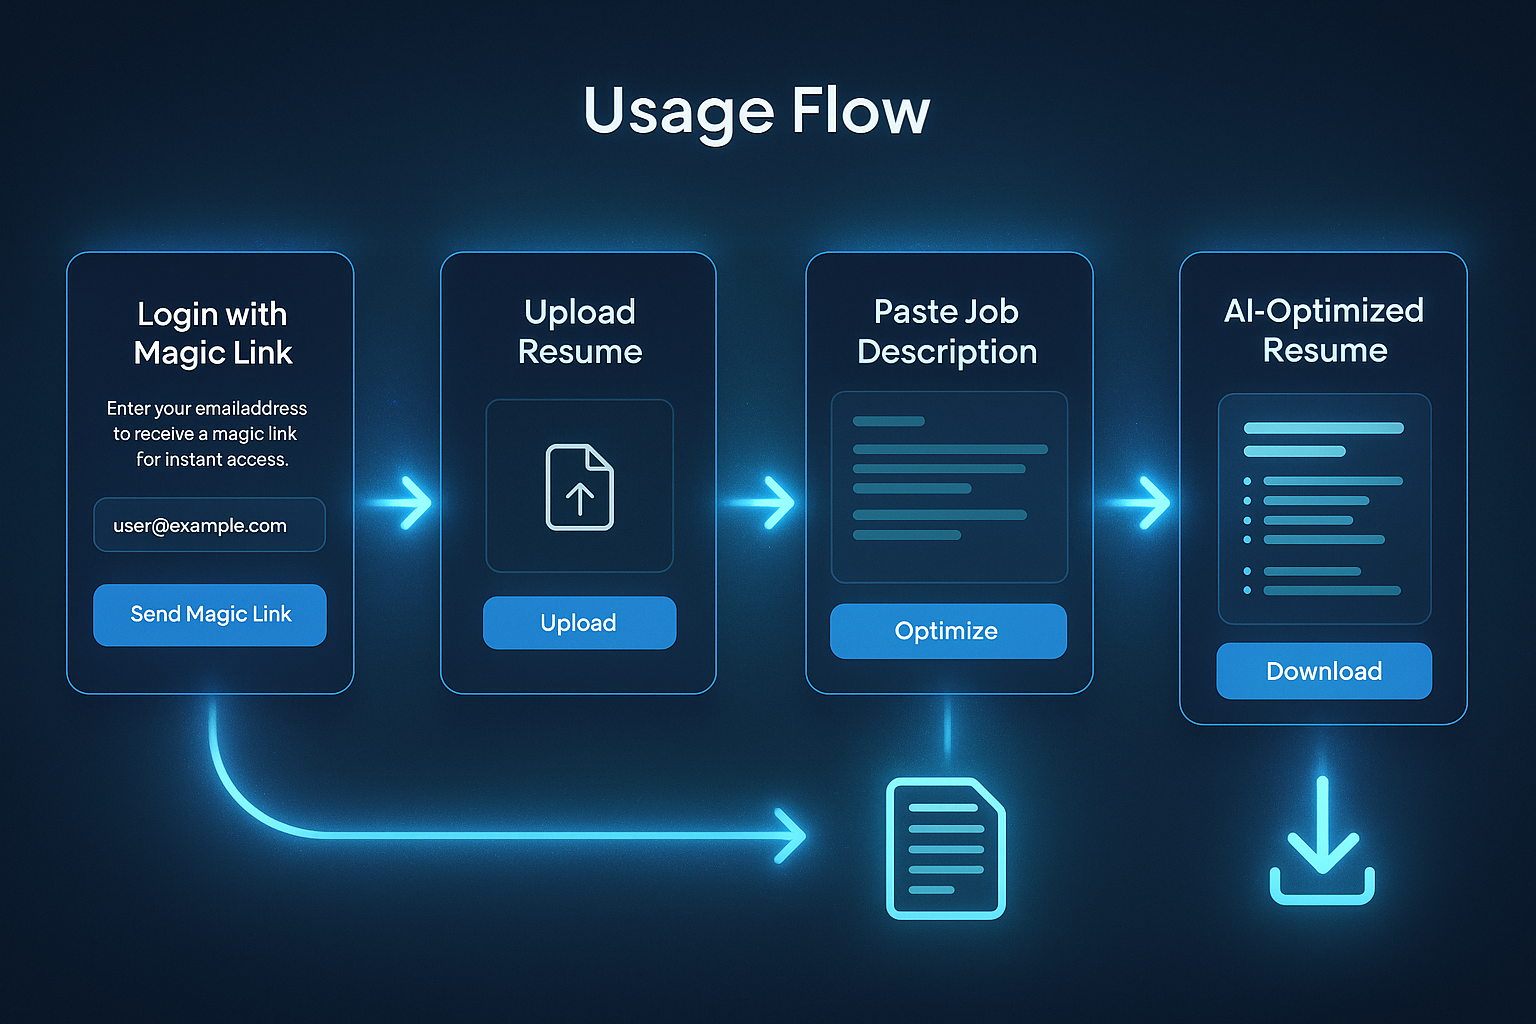 Usage Flow
Login with
Magic Link
Enter your emailaddress
to receive a magic link
for instant access.
user@example.com
Send Magic Link
Upload
Resume
Upload
Paste Job
Description
Optimize
AI-Optimized
Resume
Download